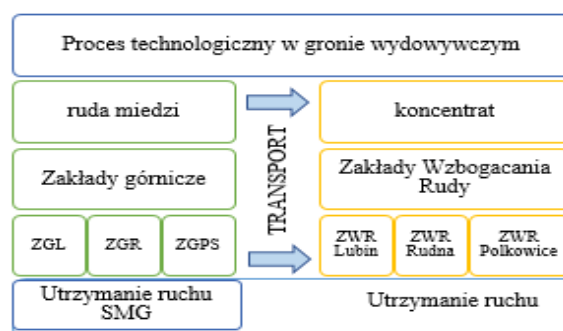 Proces technologiczny w gronie wydowywczym
ruda miedzi
koncentrat
TRANSPORT
Zakłady górnicze
Zakłady Wzbogacania
Rudy
ZGL
ZGR
ZGPS
ZWR
Lubin
ZWR
Rudna
ZWR
Polkowice
Utrzymanie ruchu
SMG
Utrzymanie ruchu